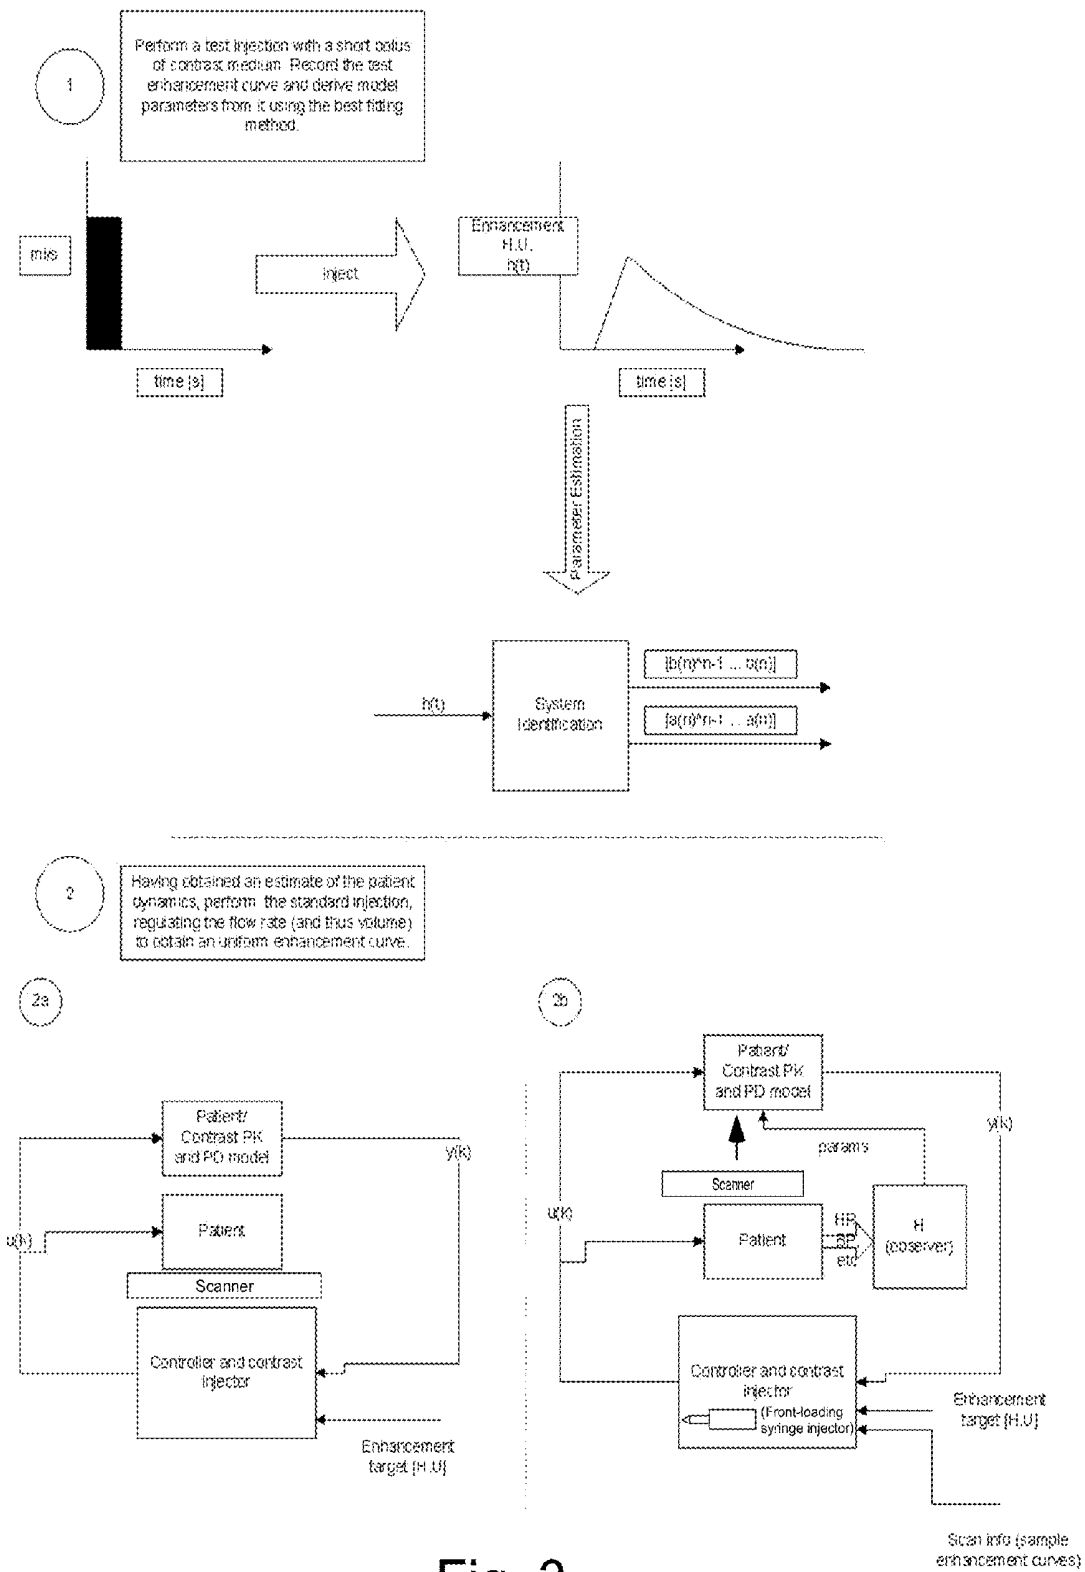 1
Perform a test injection with a short bolus
of contrast medium. Record the test
enhancement curve and derive model
parameters from it using the best fitting
method.
ml/s
time [s]
inject
Enhancement
H.U.
h(t)
time [s]
Parameter Estimation
h(t)
System
Identification
[b(n)^n-1 ... b(n)]
[a(n)^n-1 ... a(n)]
2
Having obtained an estimate of the patient
dynamics, perform the standard injection,
regulating the flow rate (and thus volume)
to obtain an uniform enhancement curve.
2a
Patient/
Contrast PK
and PD model
y(k)
u(k)
Patient
Scanner
Controller and contrast
injector
Enhancement
target [H.U]
2b
Patient/
Contrast PK
and PD model
y(k)
params
Scanner
u(k)
Patient
HR
BP
etc
H
(observer)
Controller and contrast
injector
(Front-loading
syringe injector)
Enhancement
target [H.U]
Scan info (sample
enhancement curves)